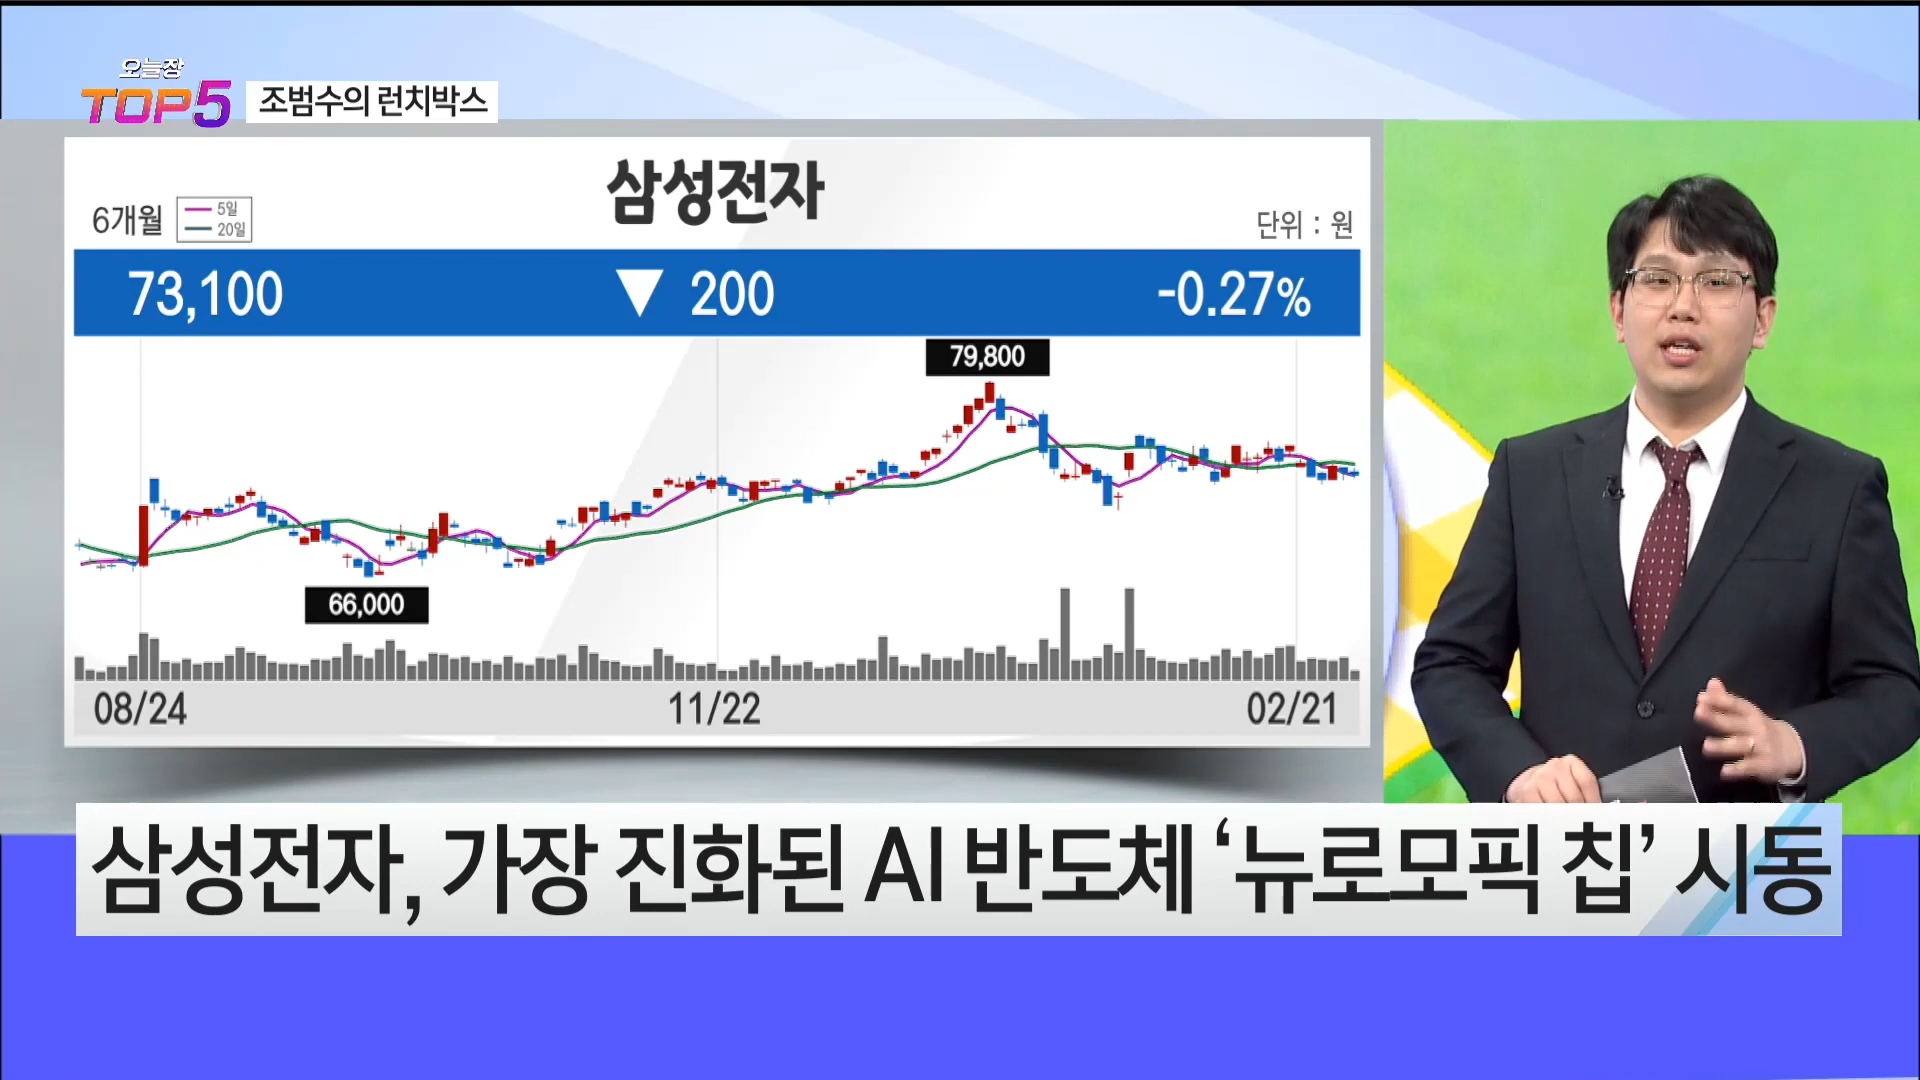 오늘장
TOP5
조범수의 런치박스
삼성전자
6개월
5일
20일
단위 : 원
73,100 ▼ 200 -0.27%
79,800
66,000
08/24 11/22 02/21
삼성전자, 가장 진화된 AI 반도체 ‘뉴로모픽 칩’ 시동